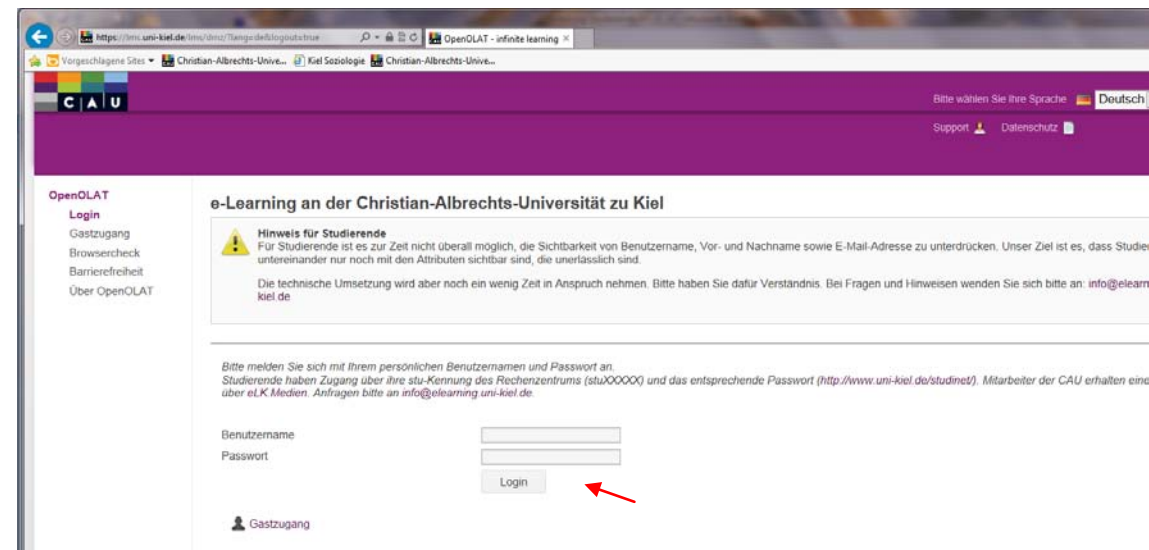 https://lms.uni-kiel.de/lms/dmz/?lang=de&logout=true
OpenOLAT - infinite learning
Vorgeschlagene Sites
Christian-Albrechts-Unive...
Kiel Soziologie
Christian-Albrechts-Unive...
C A U
Bitte wählen Sie Ihre Sprache
Deutsch
Support
Datenschutz
OpenOLAT
Login
Gastzugang
Browsercheck
Barrierefreiheit
Über OpenOLAT
e-Learning an der Christian-Albrechts-Universität zu Kiel
Hinweis für Studierende
Für Studierende ist es zur Zeit nicht überall möglich, die Sichtbarkeit von Benutzername, Vor- und Nachname sowie E-Mail-Adresse zu unterdrücken. Unser Ziel ist es, dass Studie
untereinander nur noch mit den Attributen sichtbar sind, die unerlässlich sind.
Die technische Umsetzung wird aber noch ein wenig Zeit in Anspruch nehmen. Bitte haben Sie dafür Verständnis. Bei Fragen und Hinweisen wenden Sie sich bitte an: info@elearn
kiel.de
Bitte melden Sie sich mit Ihrem persönlichen Benutzernamen und Passwort an.
Studierende haben Zugang über ihre stu-Kennung des Rechenzentrums (stuXXXXX) und das entsprechende Passwort (http://www.uni-kiel.de/studinet/). Mitarbeiter der CAU erhalten eine
über eLK.Medien. Anfragen bitte an info@elearning.uni-kiel.de.
Benutzername
Passwort
Login
Gastzugang